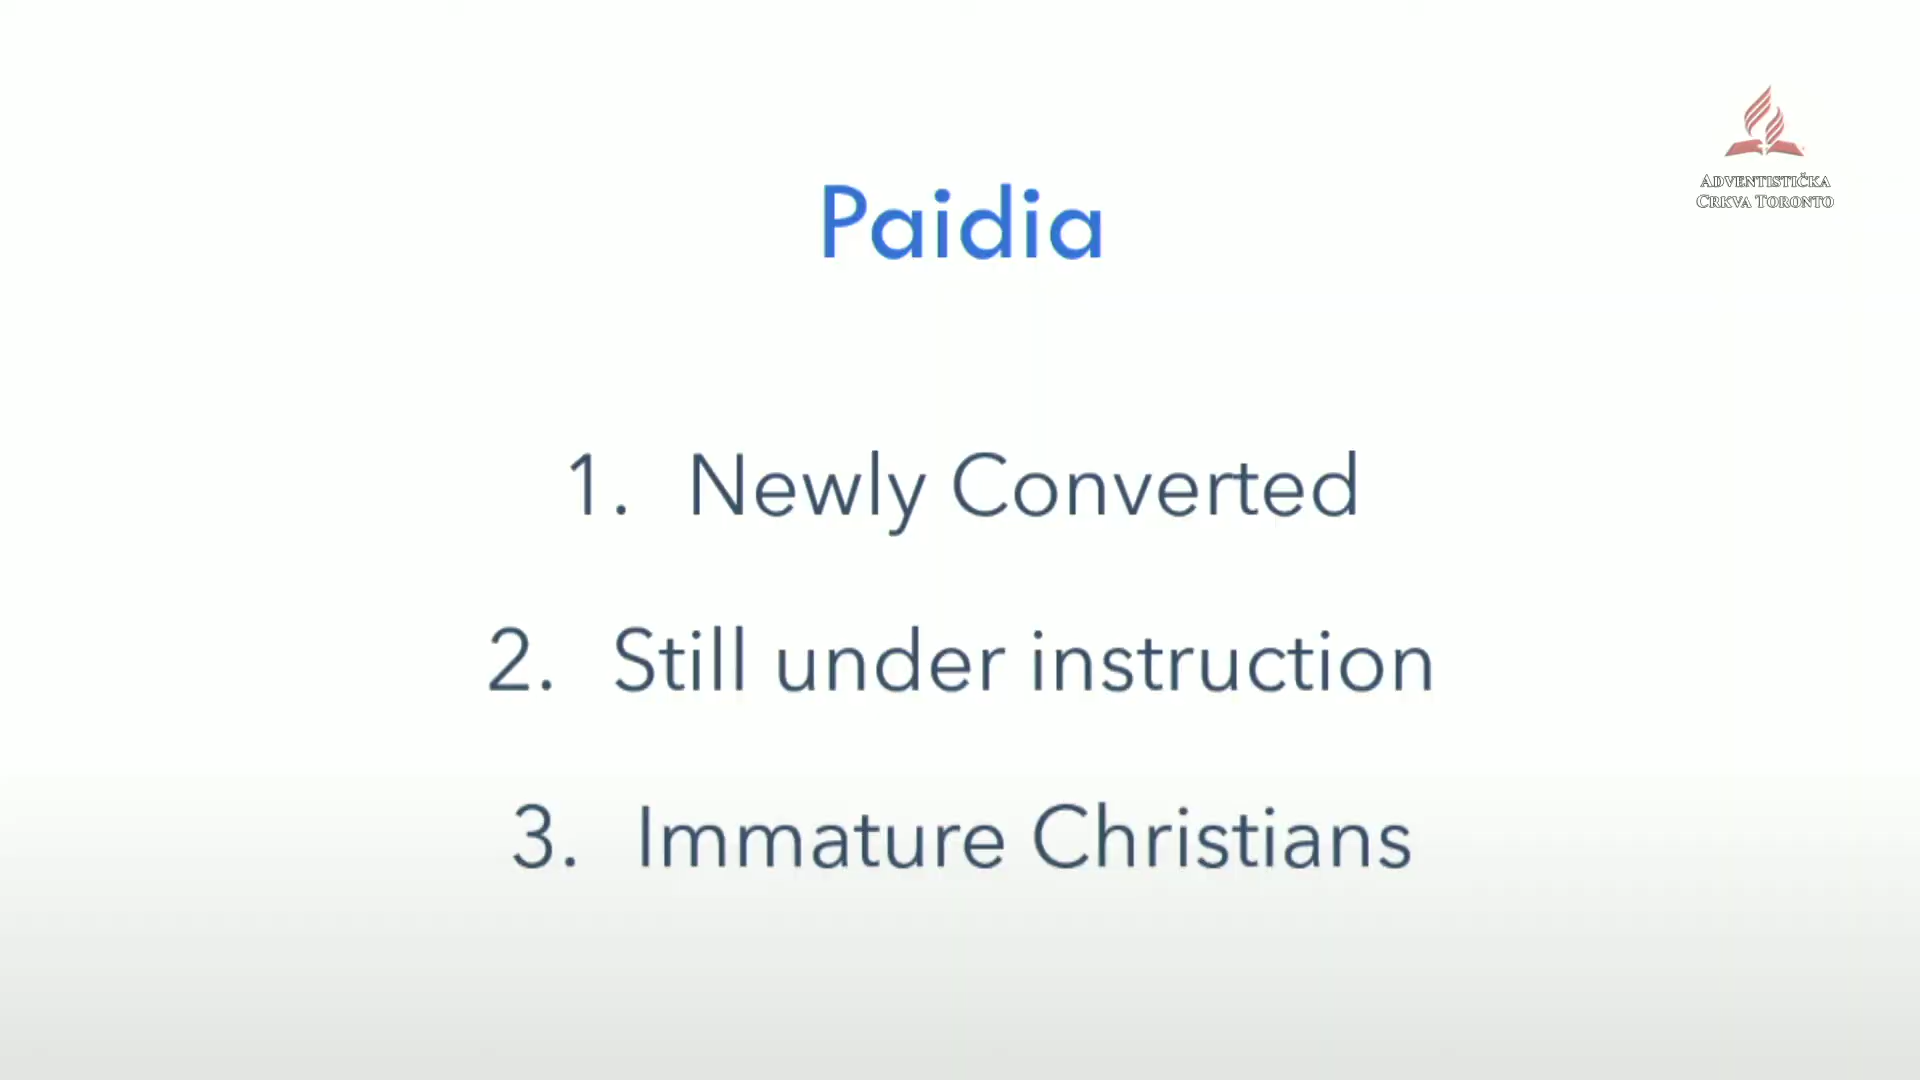 Paidia
ADVENTISTIČKA
CRKVA TORONTO
1. Newly Converted
2. Still under instruction
3. Immature Christians